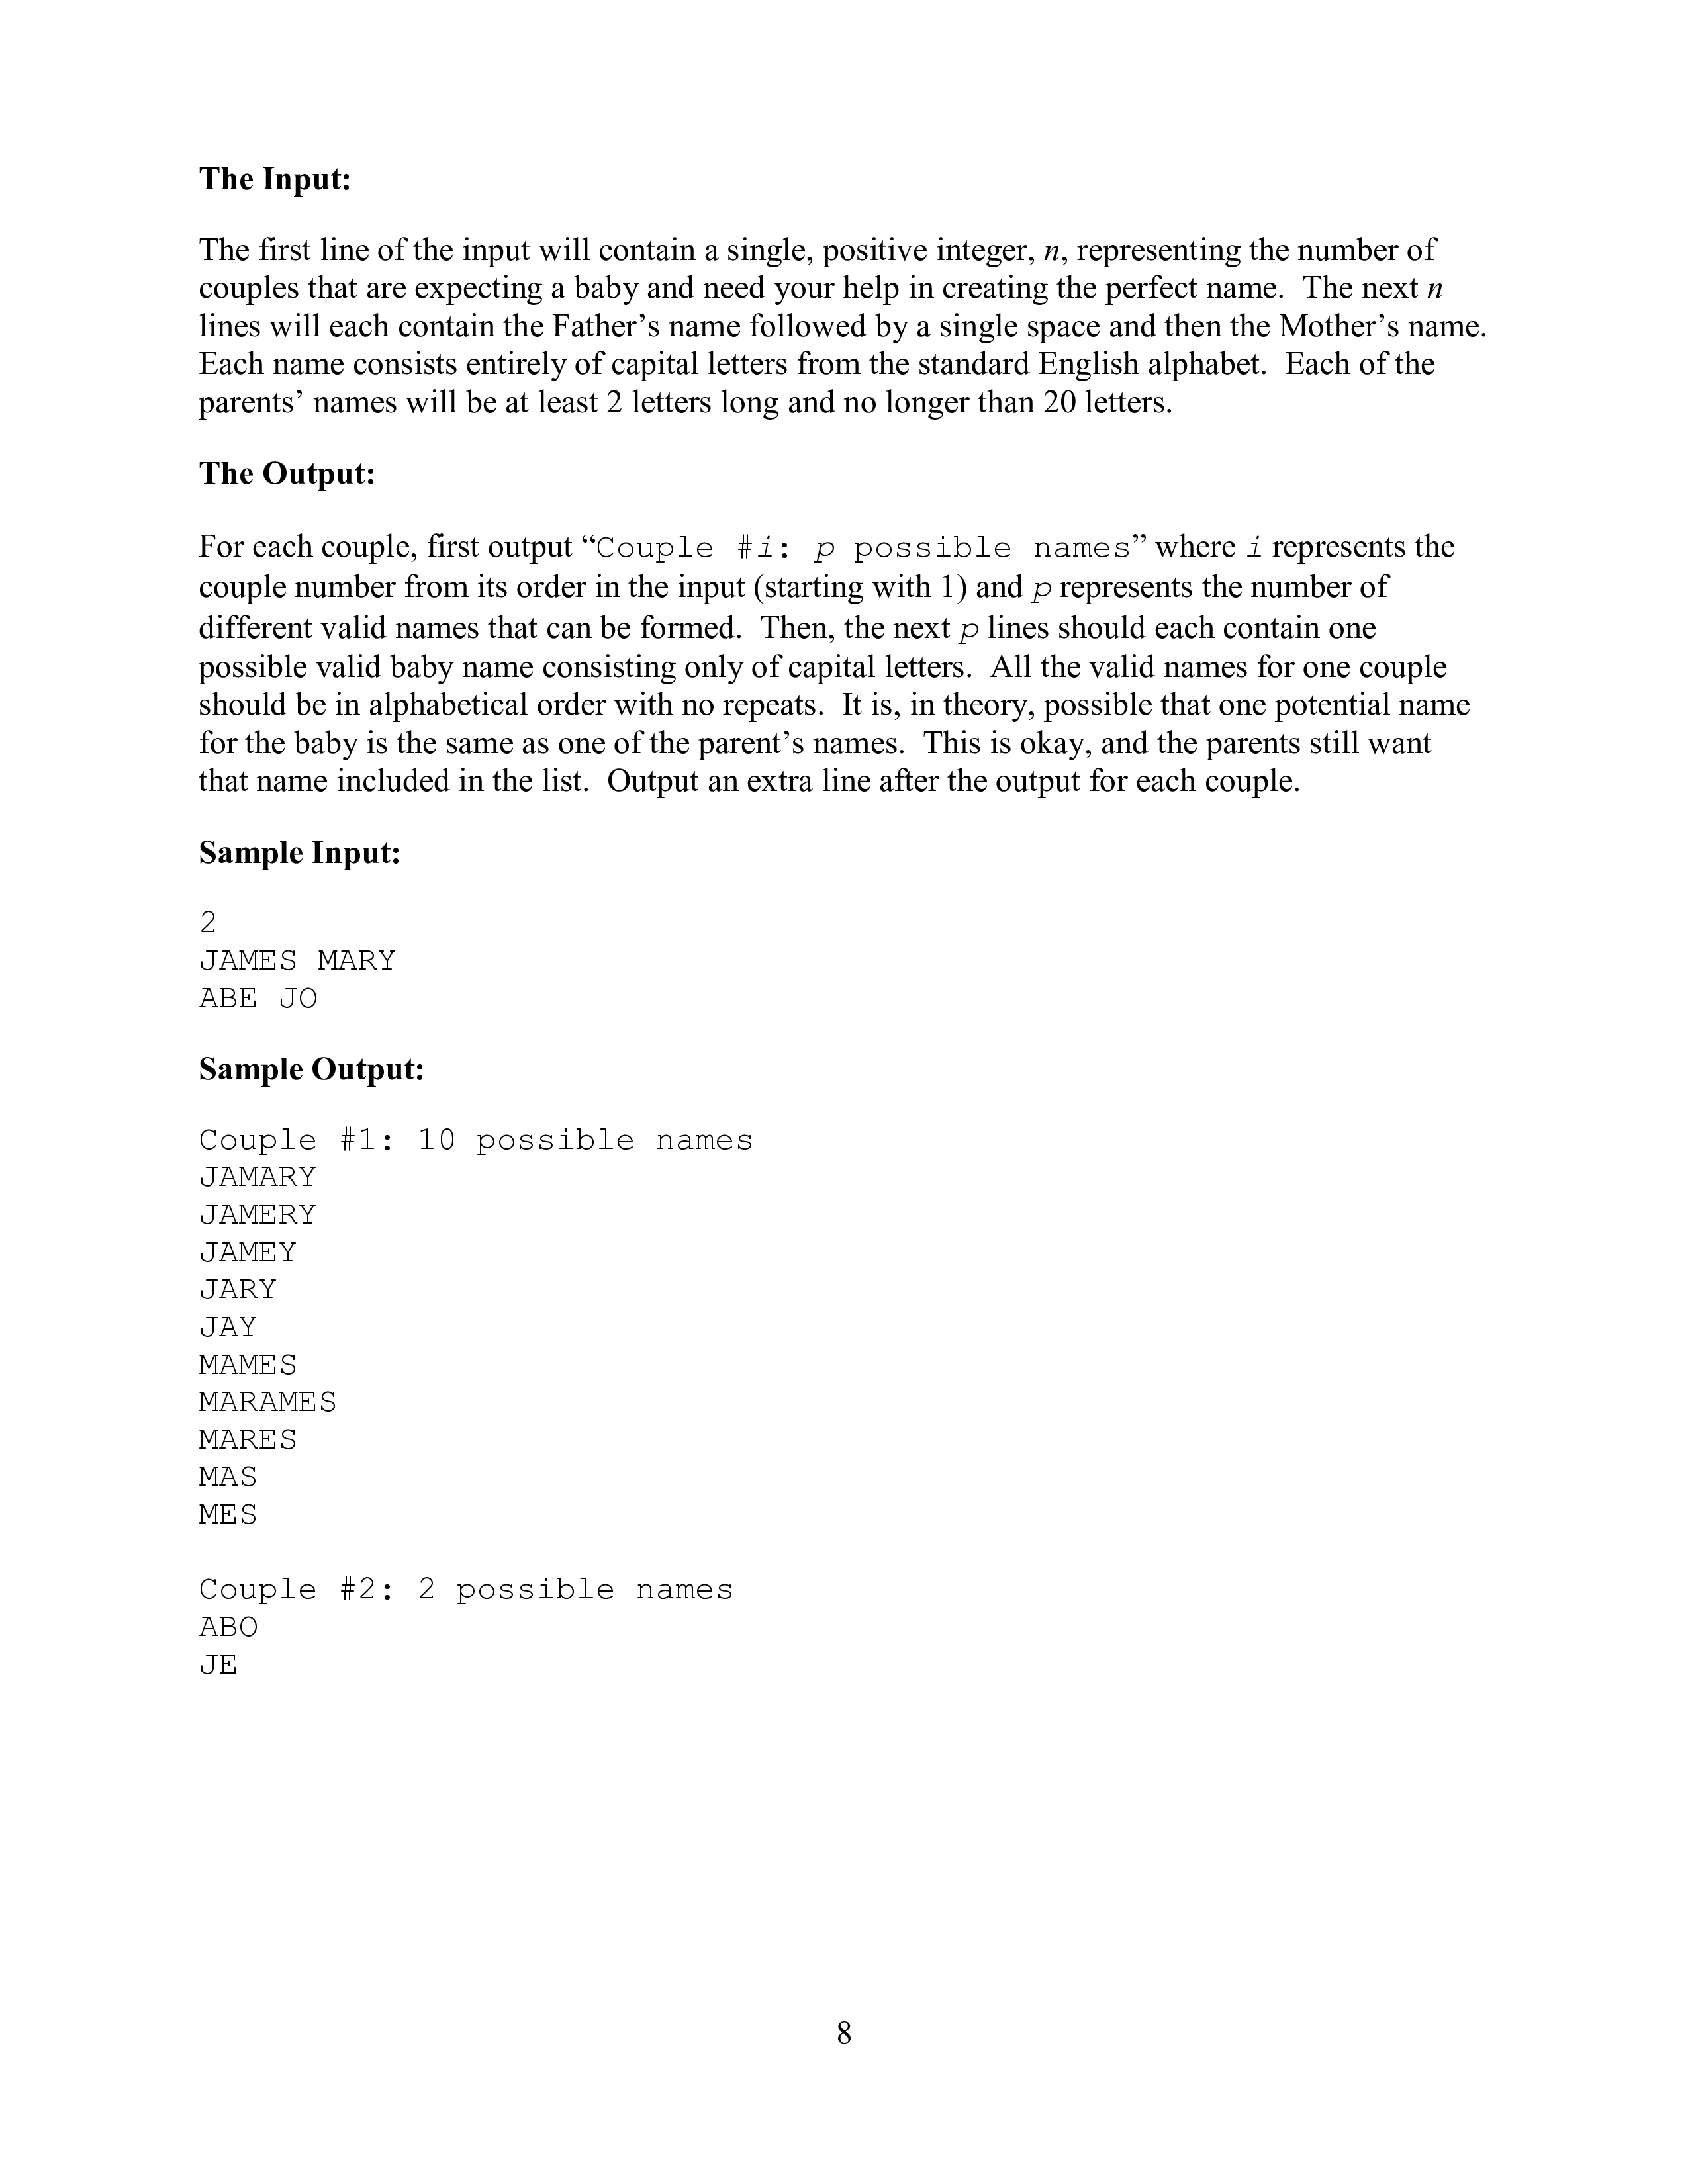 The Input:
The first line of the input will contain a single, positive integer, n, representing the number of
couples that are expecting a baby and need your help in creating the perfect name.  The next n
lines will each contain the Father’s name followed by a single space and then the Mother’s name.
Each name consists entirely of capital letters from the standard English alphabet.  Each of the
parents’ names will be at least 2 letters long and no longer than 20 letters.
The Output:
For each couple, first output “Couple #i: p possible names” where i represents the
couple number from its order in the input (starting with 1) and p represents the number of
different valid names that can be formed.  Then, the next p lines should each contain one
possible valid baby name consisting only of capital letters.  All the valid names for one couple
should be in alphabetical order with no repeats.  It is, in theory, possible that one potential name
for the baby is the same as one of the parent’s names.  This is okay, and the parents still want
that name included in the list.  Output an extra line after the output for each couple.
Sample Input:
2
JAMES MARY
ABE JO
Sample Output:
Couple #1: 10 possible names
JAMARY
JAMERY
JAMEY
JARY
JAY
MAMES
MARAMES
MARES
MAS
MES
Couple #2: 2 possible names
ABO
JE
8